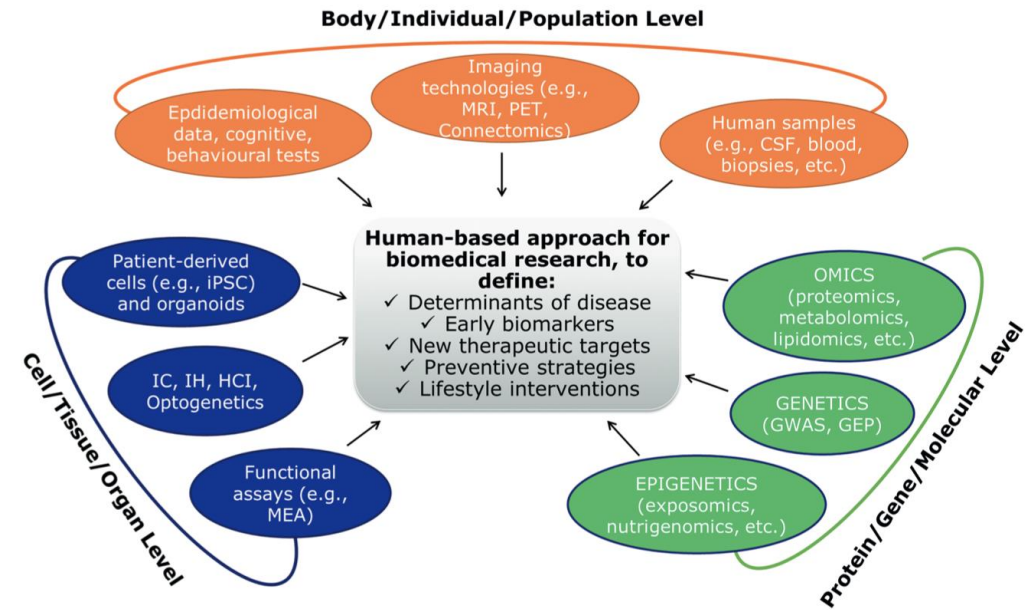 Body/Individual/Population Level
Imaging
technologies (e.g.,
MRI, PET,
Connectomics)
Epdidemiological
data, cognitive,
behavioural tests
Human samples
(e.g., CSF, blood,
biopsies, etc.)
Human-based approach for
biomedical research, to
define:
✓ Determinants of disease
✓ Early biomarkers
✓ New therapeutic targets
✓ Preventive strategies
✓ Lifestyle interventions
Patient-derived
cells (e.g., iPSC)
and organoids
IC, IH, HCI,
Optogenetics
Functional
assays (e.g.,
MEA)
Cell/Tissue/Organ Level
OMICS
(proteomics,
metabolomics,
lipidomics, etc.)
GENETICS
(GWAS, GEP)
EPIGENETICS
(exposomics,
nutrigenomics, etc.)
Protein/Gene/Molecular Level